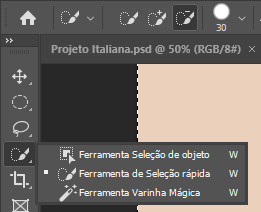 30
Projeto Italiana.psd @ 50% (RGB/8#)
Ferramenta Seleção de objeto W
Ferramenta de Seleção rápida W
Ferramenta Varinha Mágica W